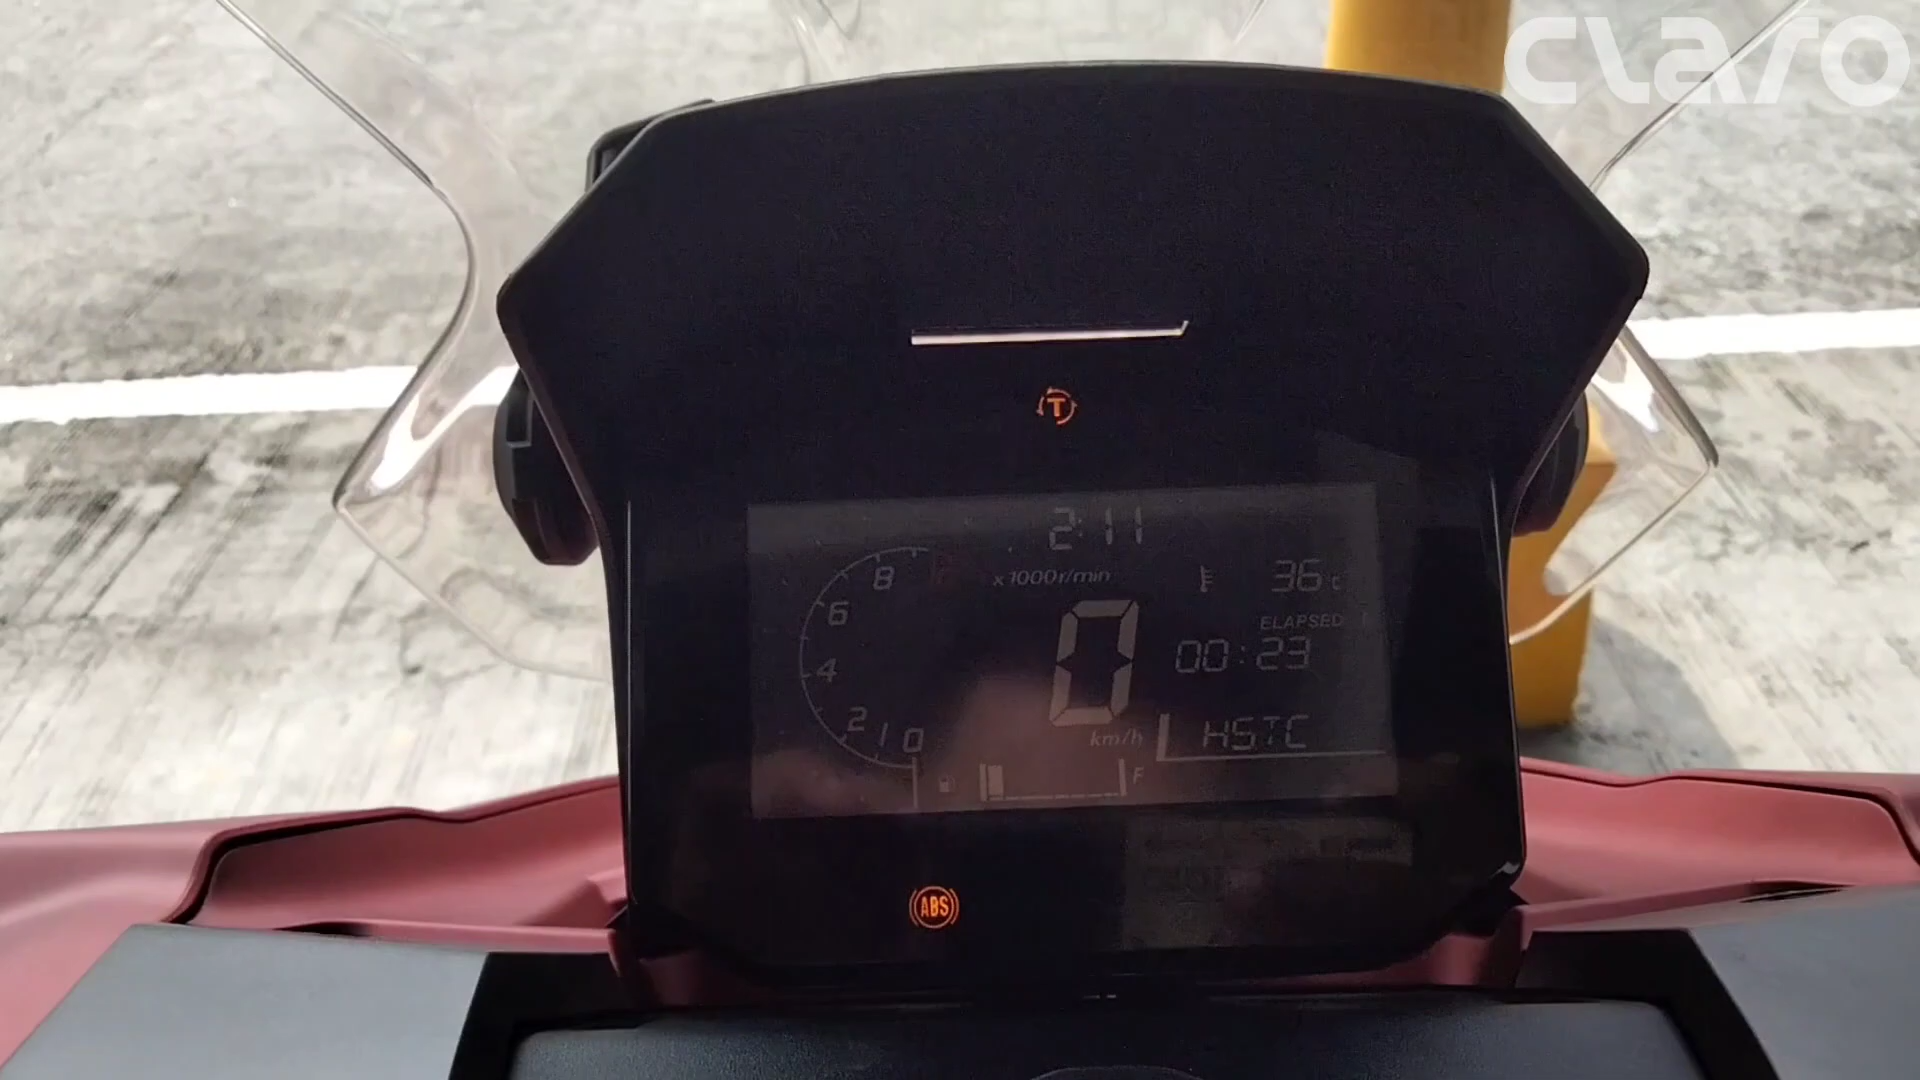 claro
T
2:11
8
x1000r/min
36℃
6
ELAPSED
0
00:23
4
2
1
0
km/h
HSTC
F
ABS